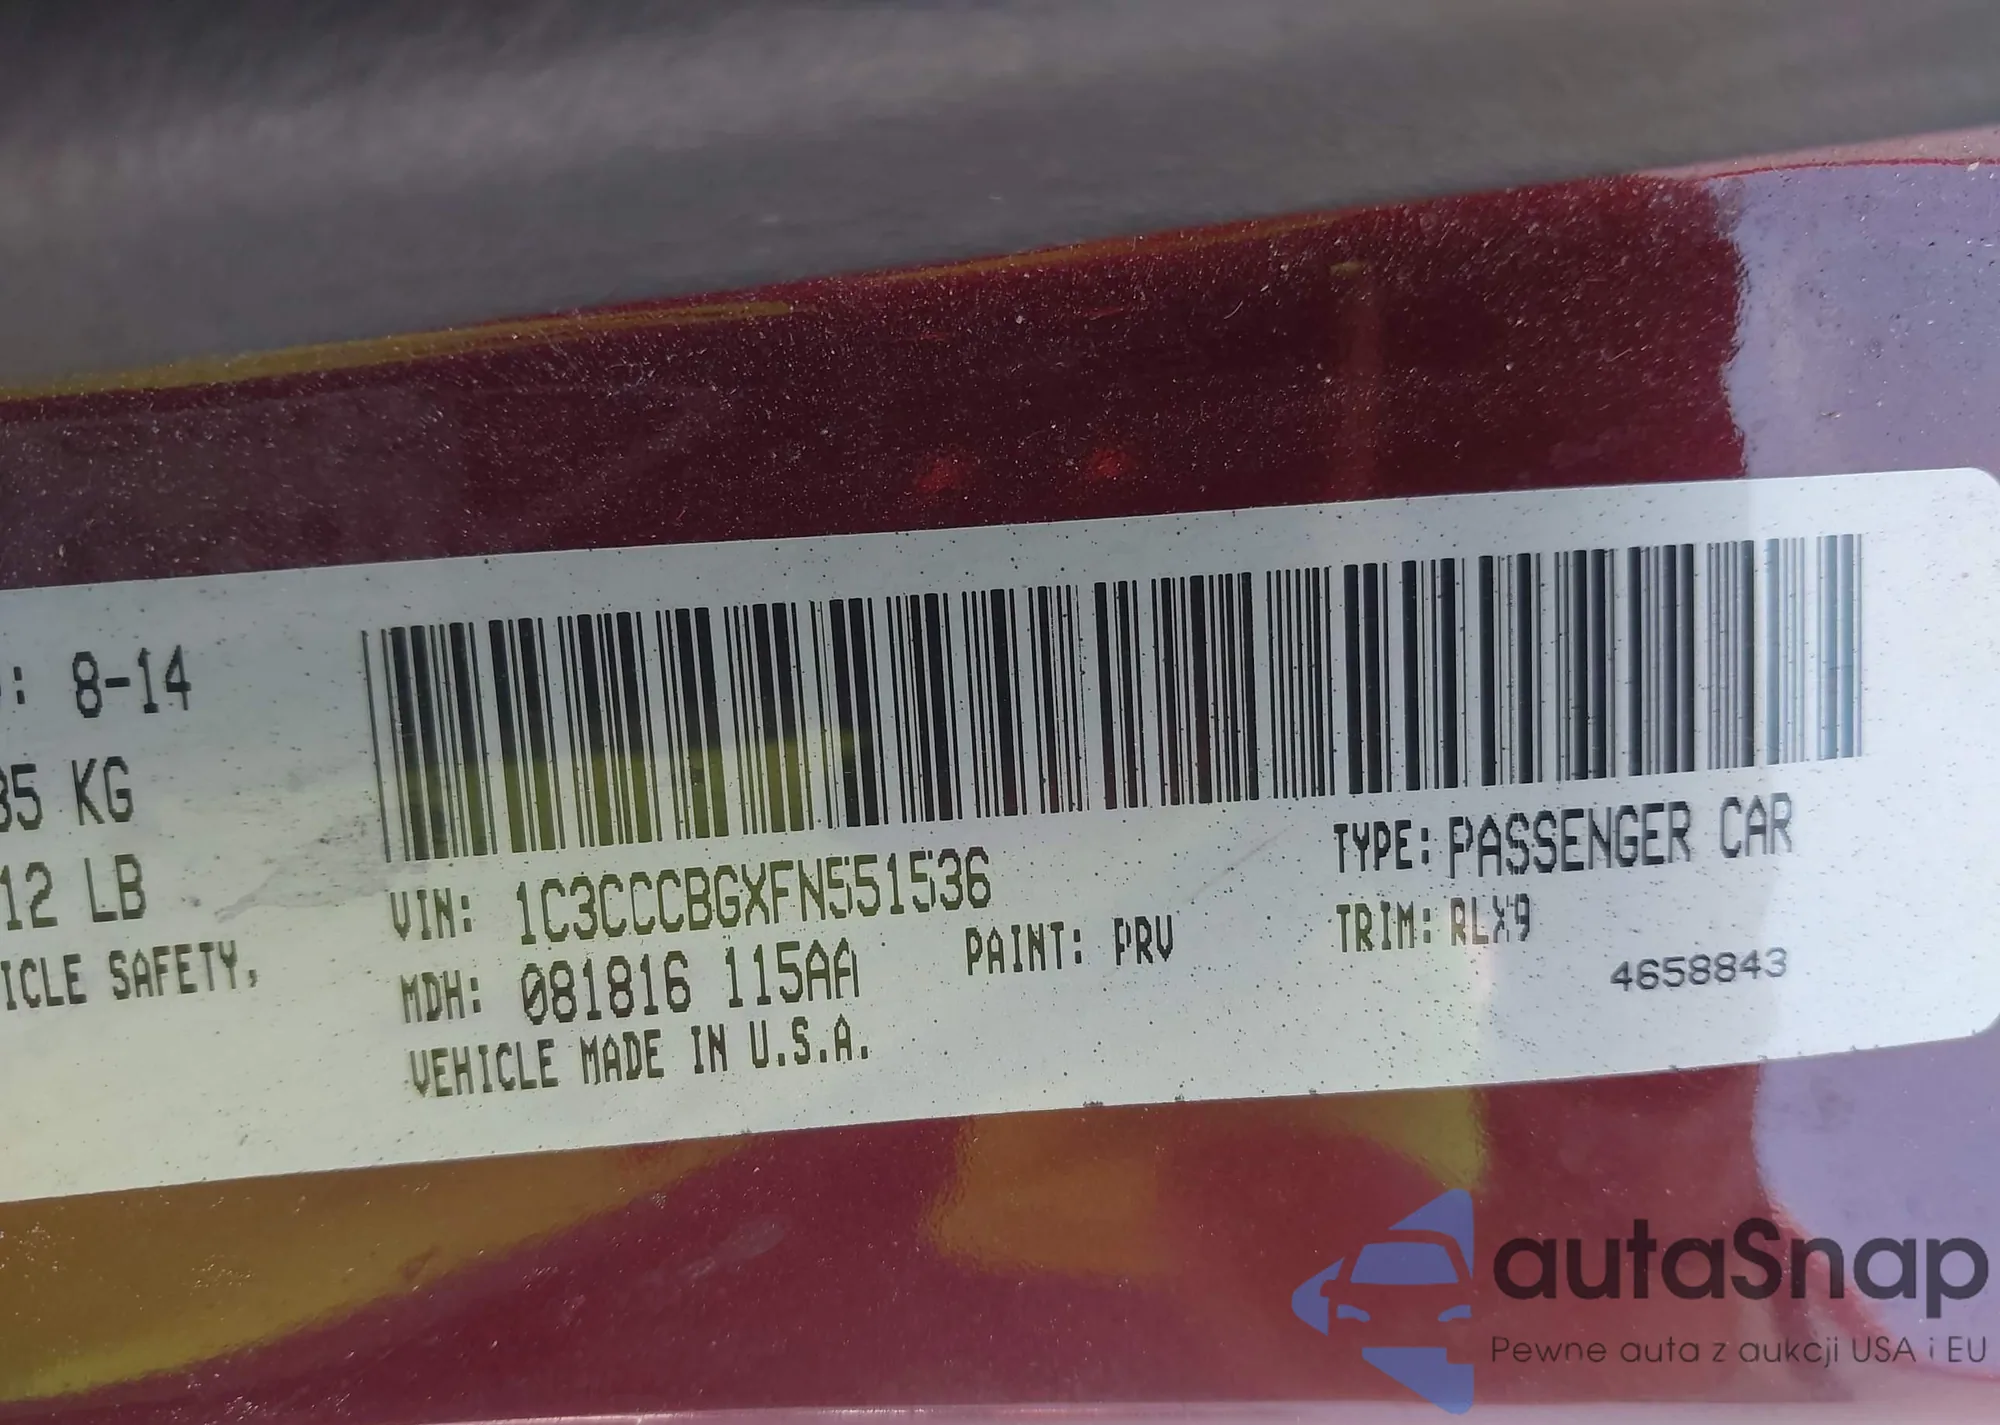 : 8-14
35 KG
12 LB
ICLE SAFETY,
VIN: 1C3CCCBGXFN551536
MDH: 081816 115AA
PAINT: PRV
VEHICLE MADE IN U.S.A.
TYPE: PASSENGER CAR
TRIM: RLX9
4658843
autaSnap
Pewne auta z aukcji USA i EU